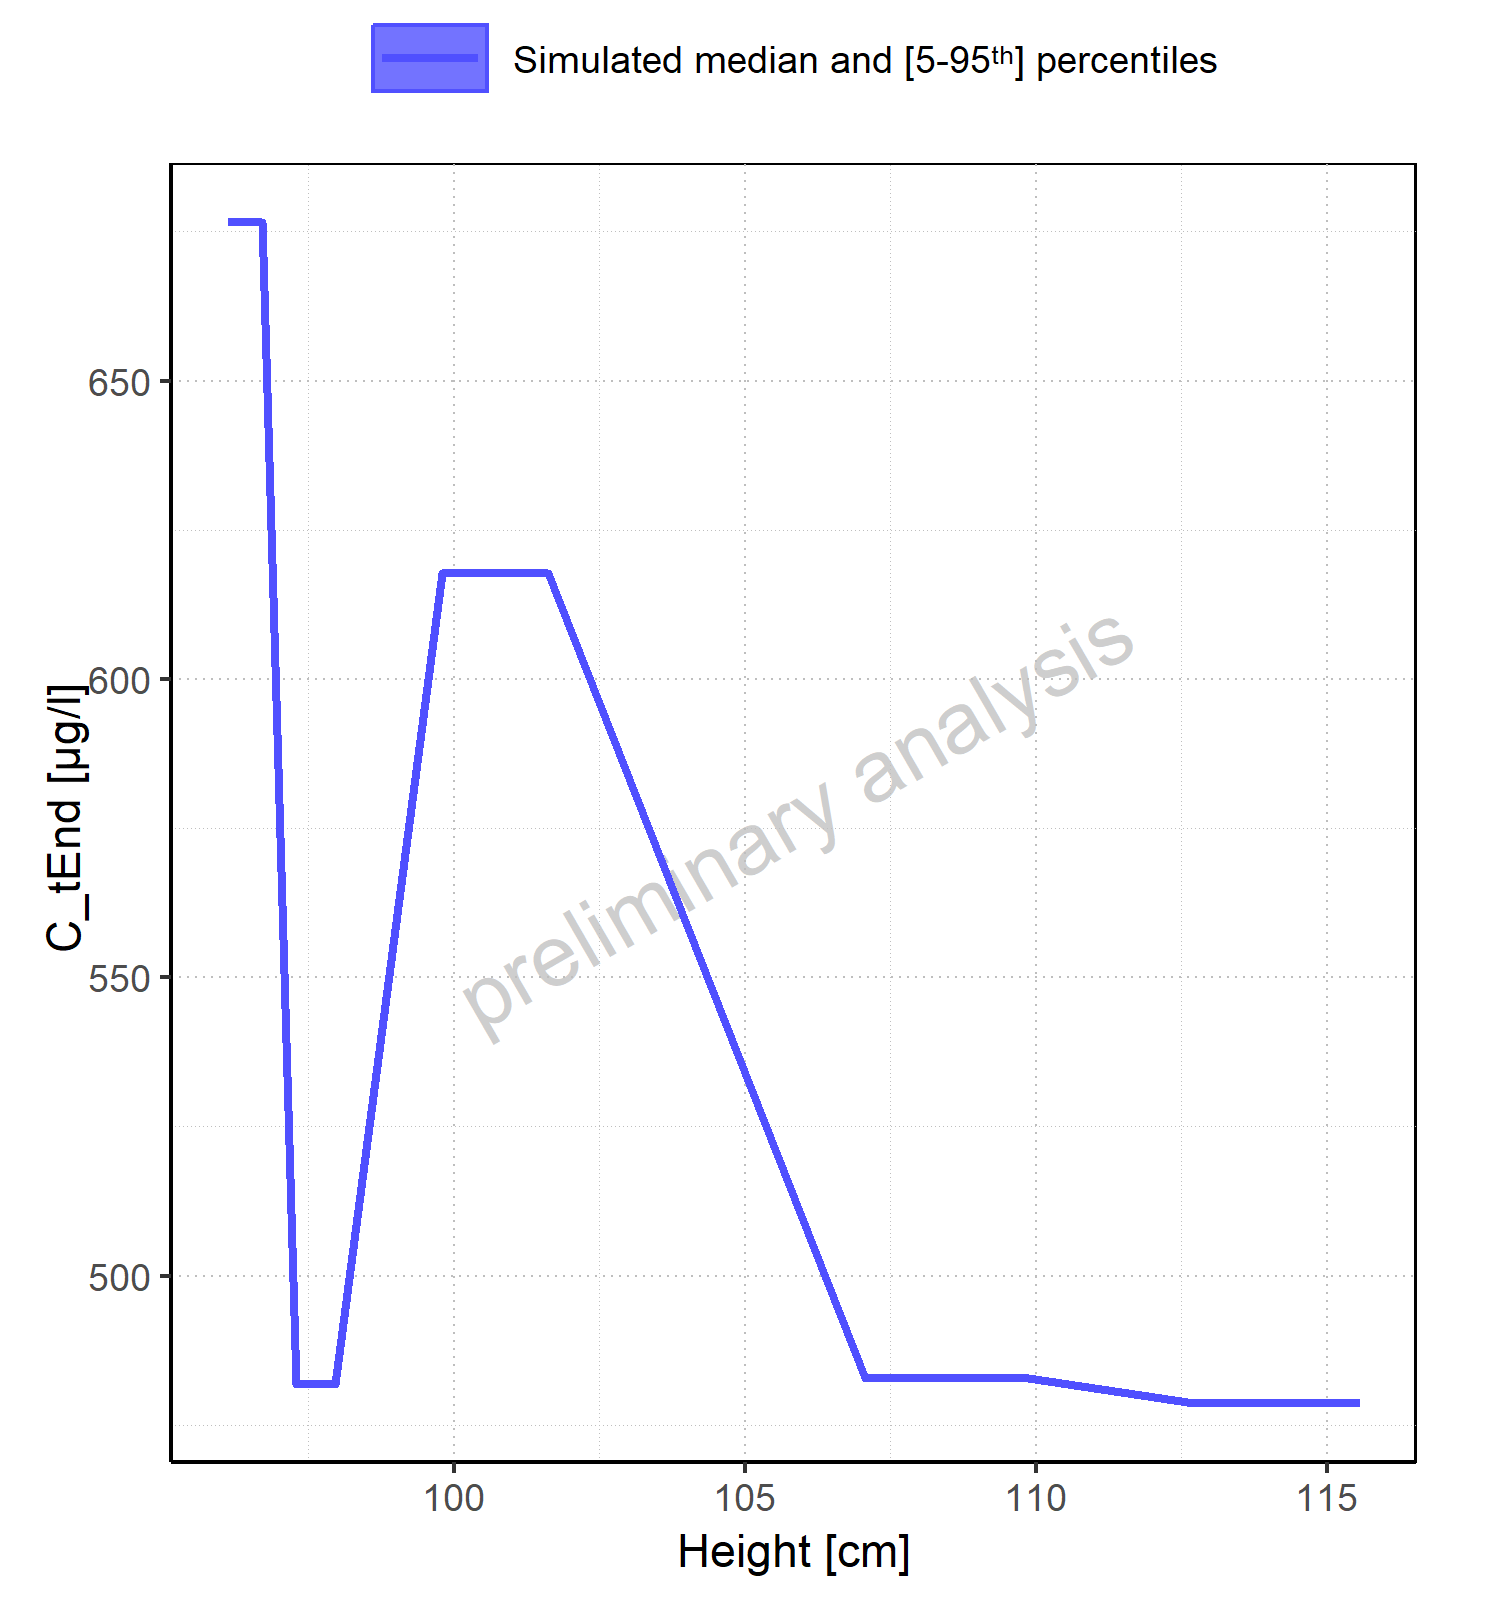 Simulated median and [5-95th] percentiles
650
600
550
500
C_tEnd [µg/l]
preliminary analysis
100 105 110 115
Height [cm]